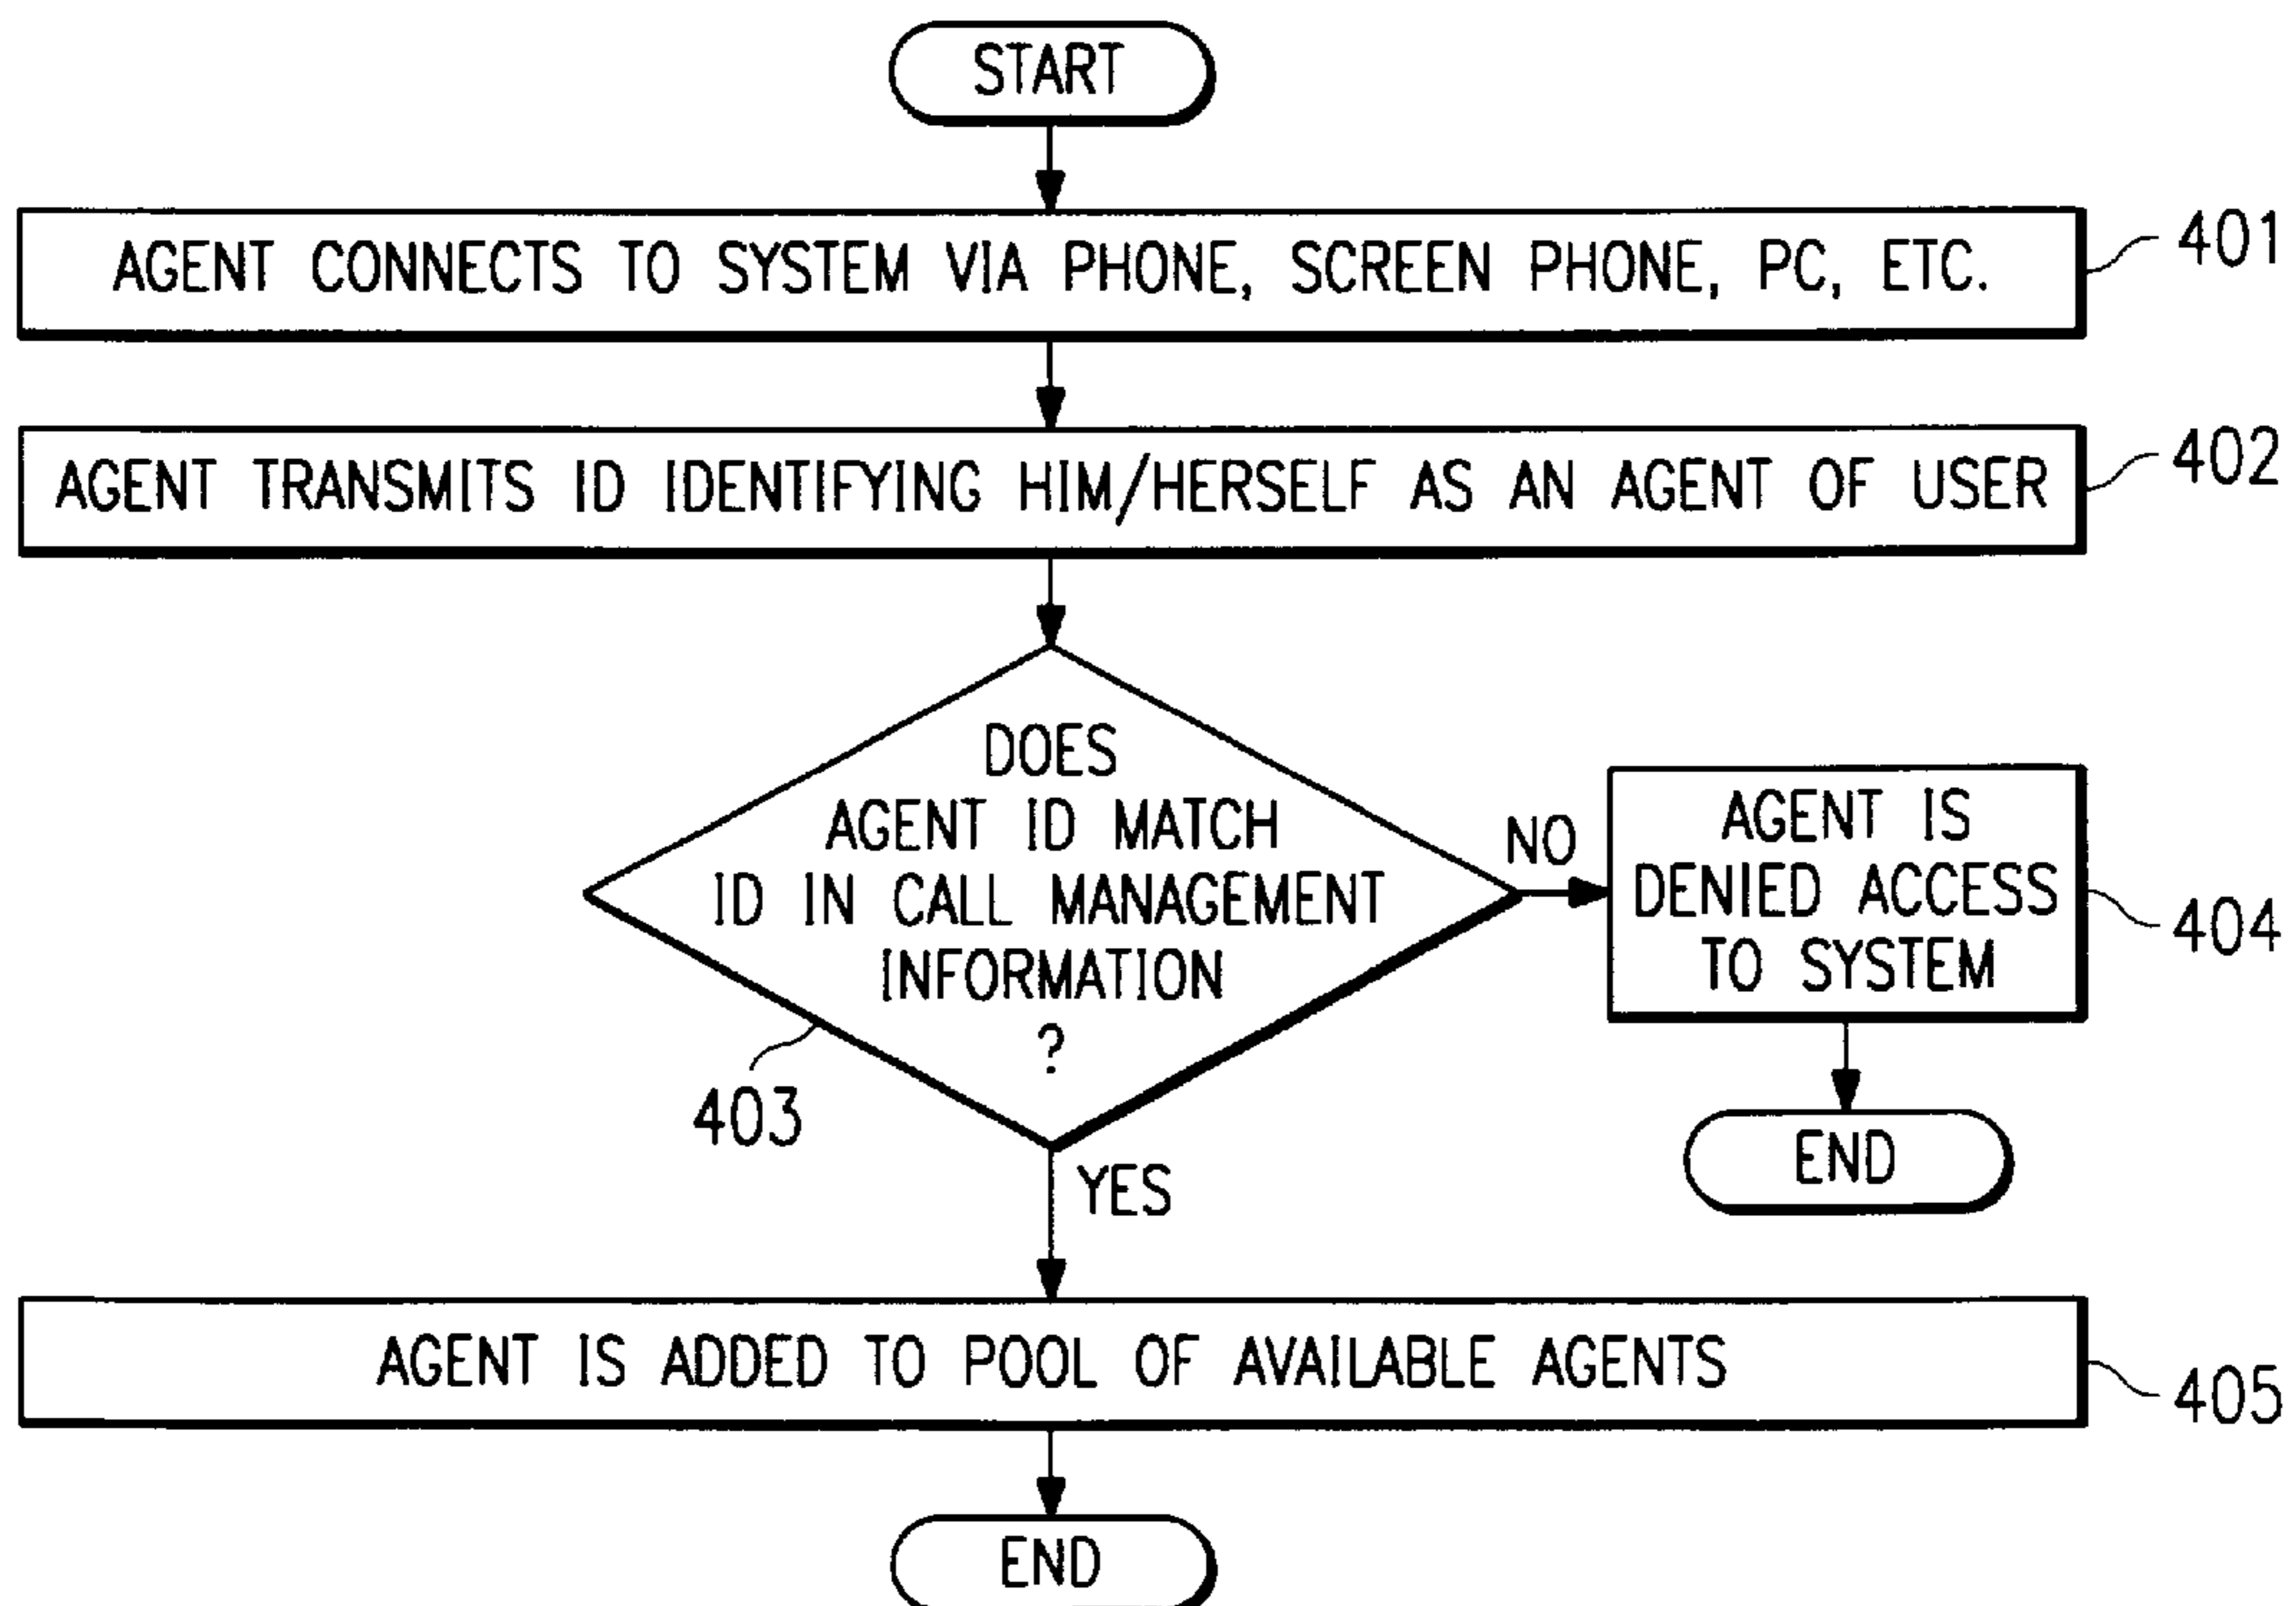 START
AGENT CONNECTS TO SYSTEM VIA PHONE, SCREEN PHONE, PC, ETC.
401
AGENT TRANSMITS ID IDENTIFYING HIM/HERSELF AS AN AGENT OF USER
402
DOES
AGENT ID MATCH
ID IN CALL MANAGEMENT
INFORMATION
?
403
NO
AGENT IS
DENIED ACCESS
TO SYSTEM
404
END
YES
AGENT IS ADDED TO POOL OF AVAILABLE AGENTS
405
END